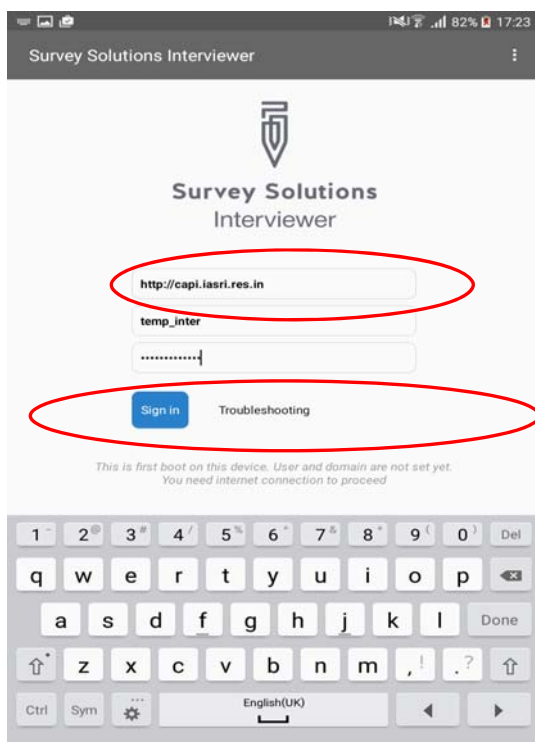 82% 17:23
Survey Solutions Interviewer
Survey Solutions
Interviewer
http://capi.iasri.res.in
temp_inter
Sign in Troubleshooting
This is first boot on this device. User and domain are not set yet.
You need internet connection to proceed
1 - 2 @ 3 # 4 / 5 % 6 ^ 7 & 8 * 9 ( 0 ) Del
q w e r t y u i o p
a s d f g h j k l Done
z x c v b n m , ! . ?
Ctrl Sym English(UK)